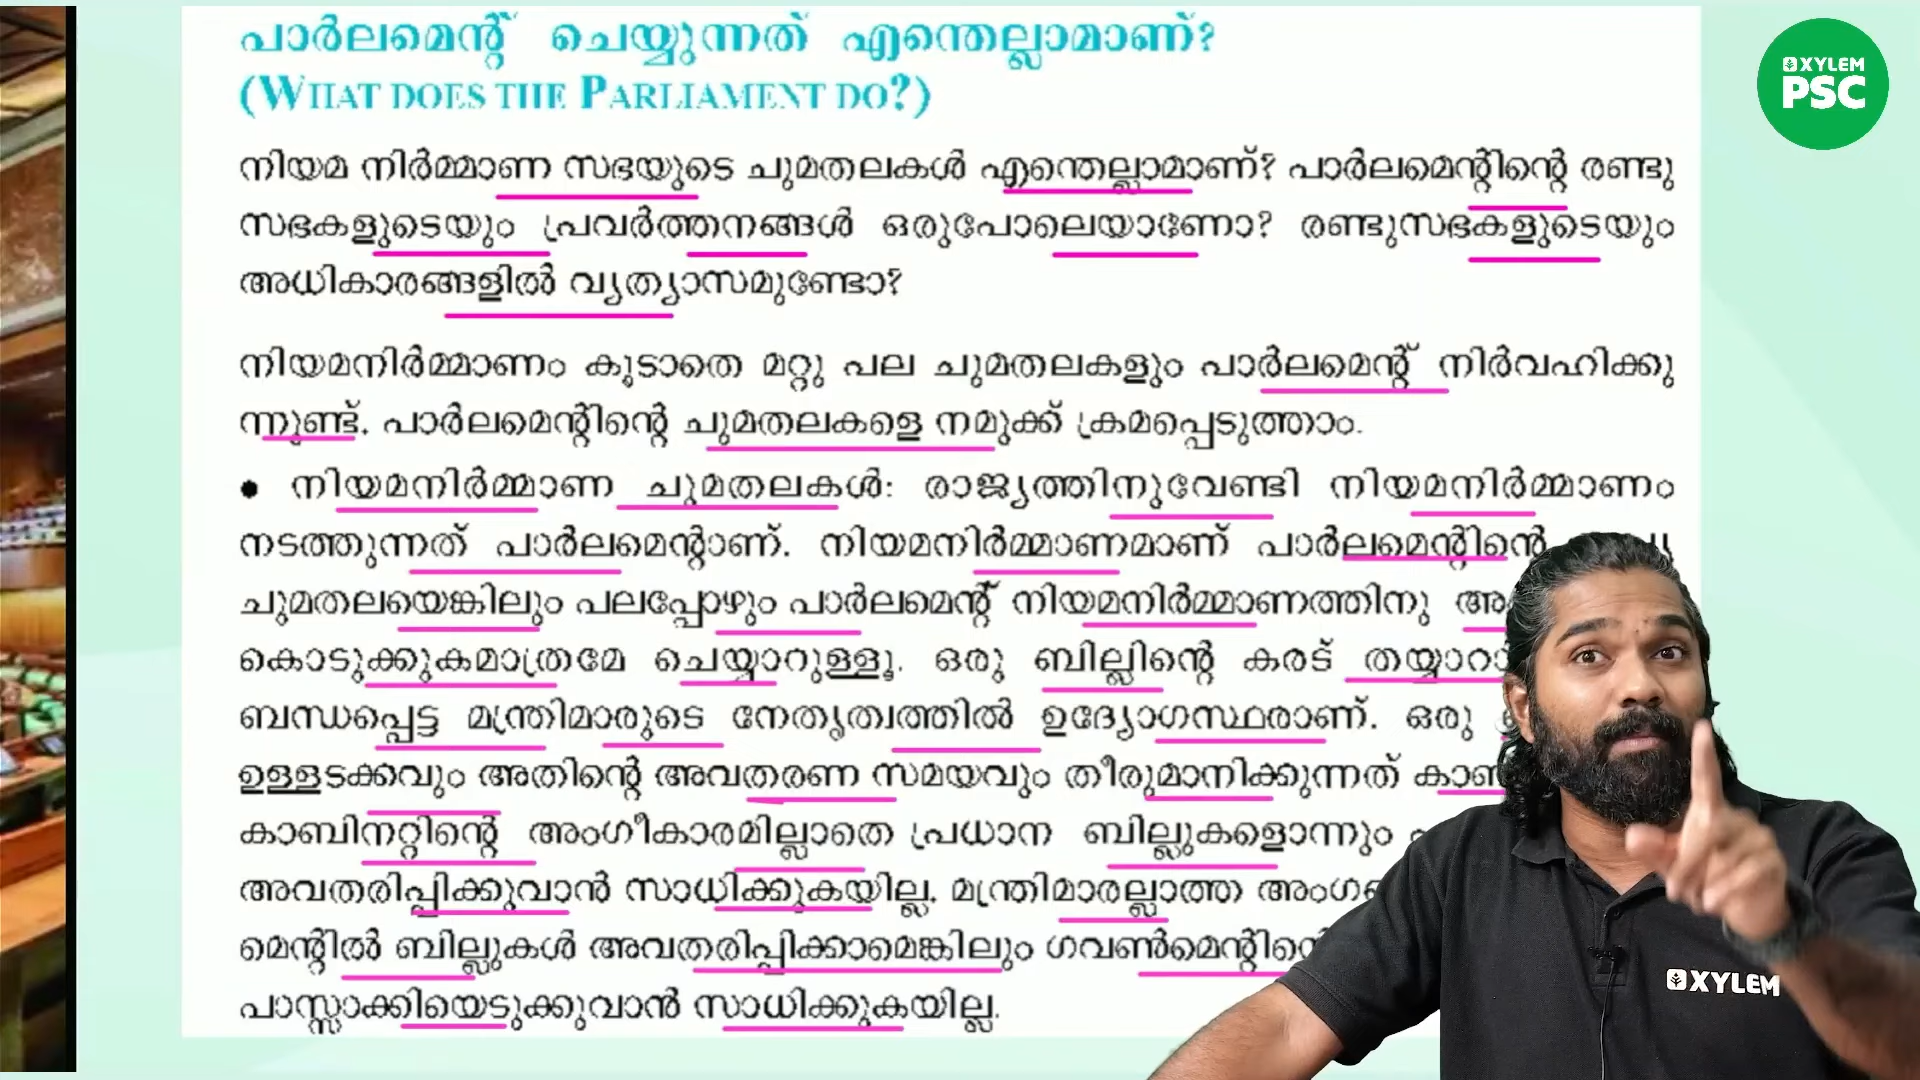 പാർലമെന്റ് ചെയ്യുന്നത് എന്തെല്ലാമാണ്?
(WHAT DOES THE PARLIAMENT DO?)
നിയമ നിർമ്മാണ സഭയുടെ ചുമതലകൾ എന്തെല്ലാമാണ്? പാർലമെന്റിന്റെ രണ്ടു
സഭകളുടെയും പ്രവർത്തനങ്ങൾ ഒരുപോലെയാണോ? രണ്ടുസഭകളുടെയും
അധികാരങ്ങളിൽ വ്യത്യാസമുണ്ടോ?
നിയമനിർമ്മാണം കൂടാതെ മറ്റു പല ചുമതലകളും പാർലമെന്റ് നിർവഹിക്കു
ന്നുണ്ട്. പാർലമെന്റിന്റെ ചുമതലകളെ നമുക്ക് ക്രമപ്പെടുത്താം.
● നിയമനിർമ്മാണ ചുമതലകൾ: രാജ്യത്തിനുവേണ്ടി നിയമനിർമ്മാണം
നടത്തുന്നത് പാർലമെന്റാണ്. നിയമനിർമ്മാണമാണ് പാർലമെന്റിന്റെ
ചുമതലയെങ്കിലും പലപ്പോഴും പാർലമെന്റ് നിയമനിർമ്മാണത്തിനു
കൊടുക്കുകമാത്രമേ ചെയ്യാറുള്ളൂ. ഒരു ബില്ലിന്റെ കരട്
ബന്ധപ്പെട്ട മന്ത്രിമാരുടെ നേതൃത്വത്തിൽ ഉദ്യോഗസ്ഥരാണ്. ഒരു
ഉള്ളടക്കവും അതിന്റെ അവതരണ സമയവും തീരുമാനിക്കുന്നത്
കാബിനറ്റിന്റെ അംഗീകാരമില്ലാതെ പ്രധാന ബില്ലുകളൊന്നും
അവതരിപ്പിക്കുവാൻ സാധിക്കുകയില്ല. മന്ത്രിമാരല്ലാത്ത
മെന്റിൽ ബില്ലുകൾ അവതരിപ്പിക്കാമെങ്കിലും
പാസ്സാക്കിയെടുക്കുവാൻ സാധിക്കുകയില്ല.
XYLEM
PSC
XYLEM